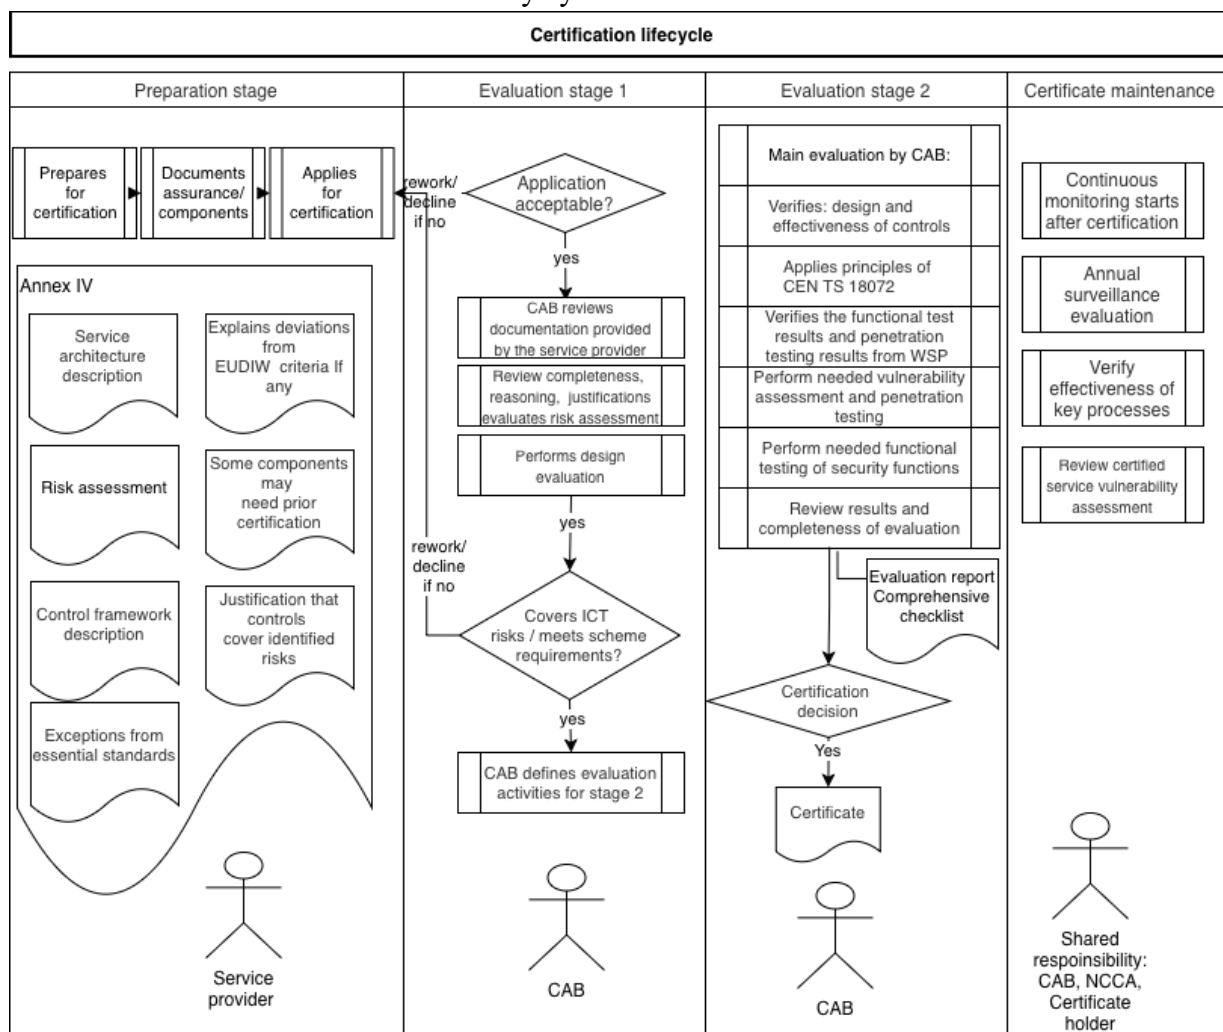 Certification lifecycle
Preparation stage
Evaluation stage 1
Evaluation stage 2
Certificate maintenance
Prepares
for
certification
Documents
assurance/
components
Applies
for
certification
Annex IV
Service
architecture
description
Explains deviations
from
EUDIW criteria If
any
Risk assessment
Some components
may
need prior
certification
Control framework
description
Justification that
controls
cover identified
risks
Exceptions from
essential standards
Service
provider
rework/
decline
if no
Application
acceptable?
yes
CAB reviews
documentation provided
by the service provider
Review completeness,
reasoning, justifications
evaluates risk assessment
Performs design
evaluation
yes
rework/
decline
if no
Covers ICT
risks / meets scheme
requirements?
yes
CAB defines evaluation
activities for stage 2
CAB
Main evaluation by CAB:
Verifies: design and
effectiveness of controls
Applies principles of
CEN TS 18072
Verifies the functional test
results and penetration
testing results from WSP
Perform needed vulnerability
assessment and penetration
testing
Perform needed functional
testing of security functions
Review results and
completeness of evaluation
Evaluation report
Comprehensive
checklist
Certification
decision
Yes
Certificate
CAB
Continuous
monitoring starts
after certification
Annual
surveillance
evaluation
Verify
effectiveness of
key processes
Review certified
service vulnerability
assessment
Shared
respoinsibility:
CAB, NCCA,
Certificate
holder